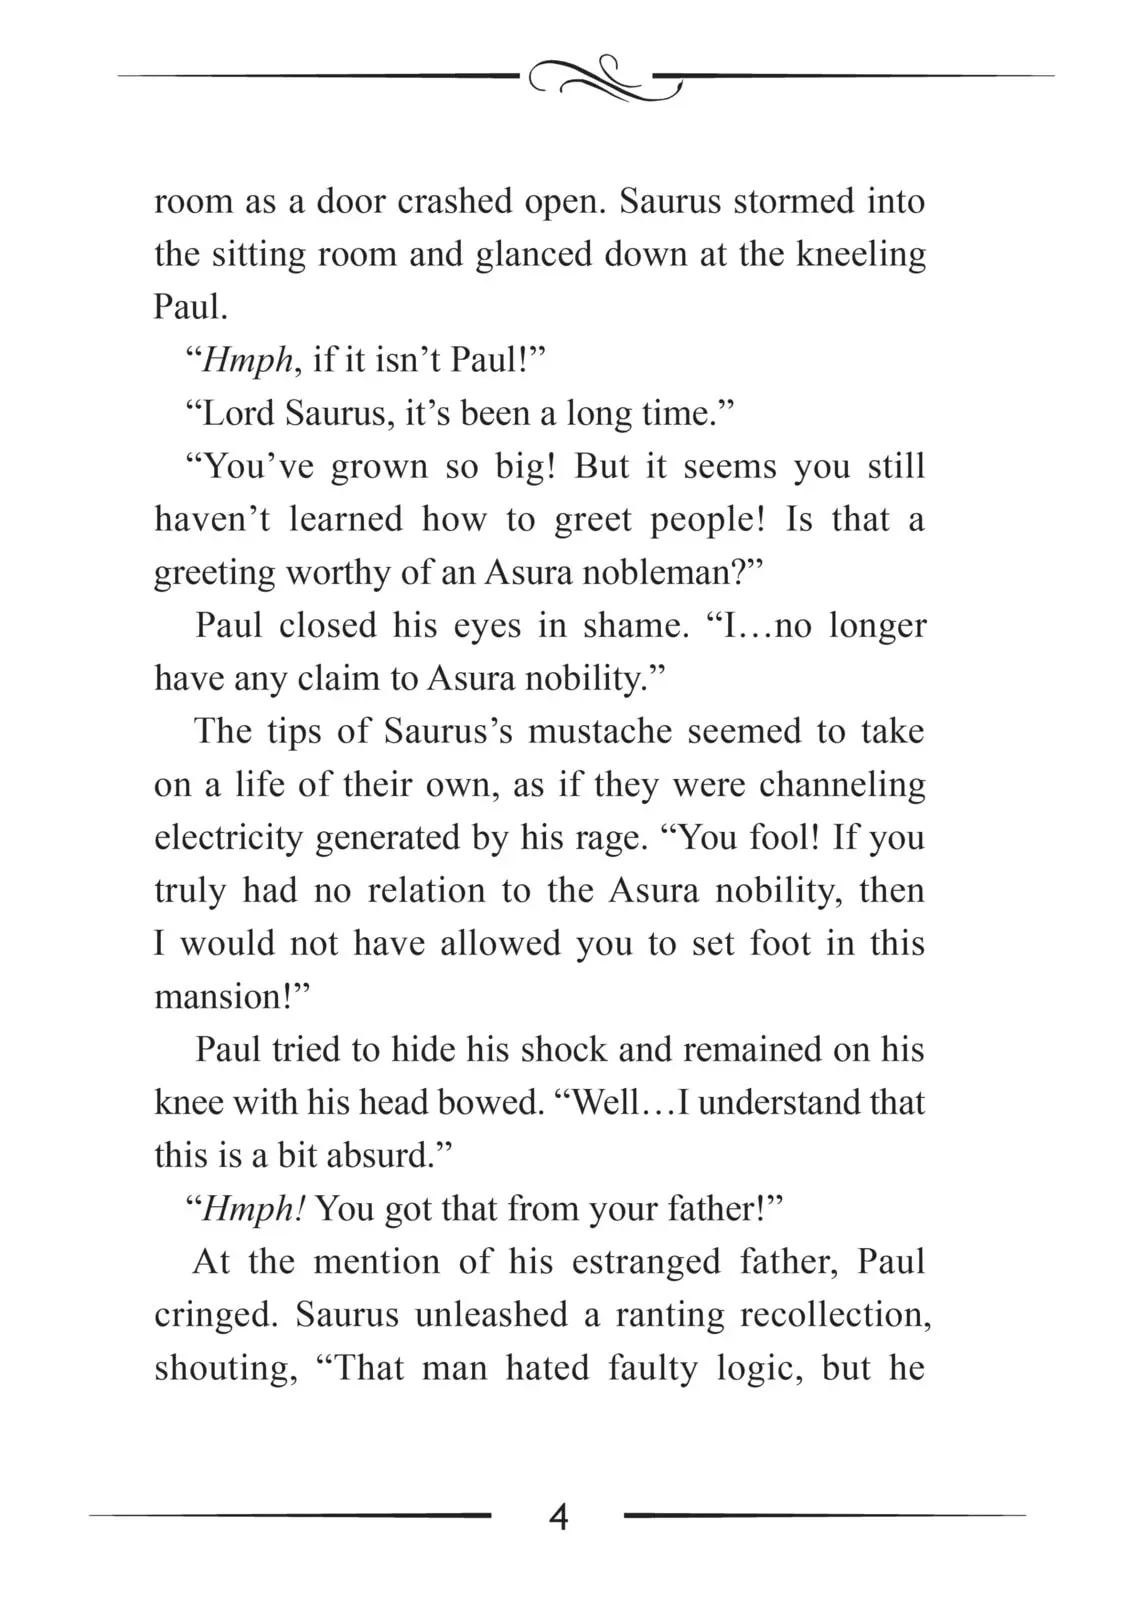 room as a door crashed open. Saurus stormed into
the sitting room and glanced down at the kneeling
Paul.
“Hmph, if it isn’t Paul!”
“Lord Saurus, it’s been a long time.”
“You’ve grown so big! But it seems you still
haven’t learned how to greet people! Is that a
greeting worthy of an Asura nobleman?”
Paul closed his eyes in shame. “I…no longer
have any claim to Asura nobility.”
The tips of Saurus’s mustache seemed to take
on a life of their own, as if they were channeling
electricity generated by his rage. “You fool! If you
truly had no relation to the Asura nobility, then
I would not have allowed you to set foot in this
mansion!”
Paul tried to hide his shock and remained on his
knee with his head bowed. “Well…I understand that
this is a bit absurd.”
“Hmph! You got that from your father!”
At the mention of his estranged father, Paul
cringed. Saurus unleashed a ranting recollection,
shouting, “That man hated faulty logic, but he
4